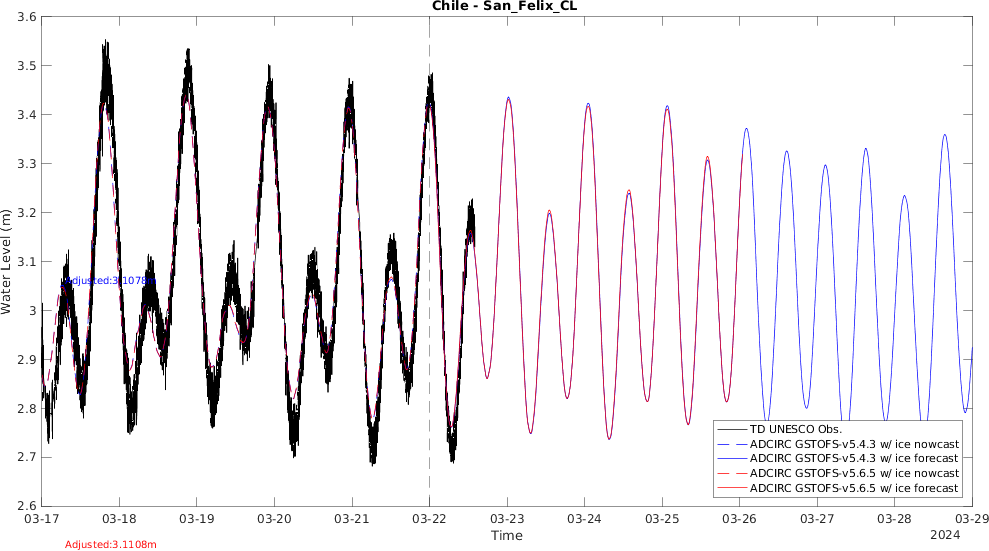 Chile - San_Felix_CL
3.6
3.5
3.4
3.3
3.2
3.1
3
2.9
2.8
2.7
2.6
Water Level (m)
Adjusted:3.1078m
TD UNESCO Obs.
ADCIRC GSTOFS-v5.4.3 w/ ice nowcast
ADCIRC GSTOFS-v5.4.3 w/ ice forecast
ADCIRC GSTOFS-v5.6.5 w/ ice nowcast
ADCIRC GSTOFS-v5.6.5 w/ ice forecast
03-17 03-18 03-19 03-20 03-21 03-22 03-23 03-24 03-25 03-26 03-27 03-28 03-29
Time
2024
Adjusted:3.1108m